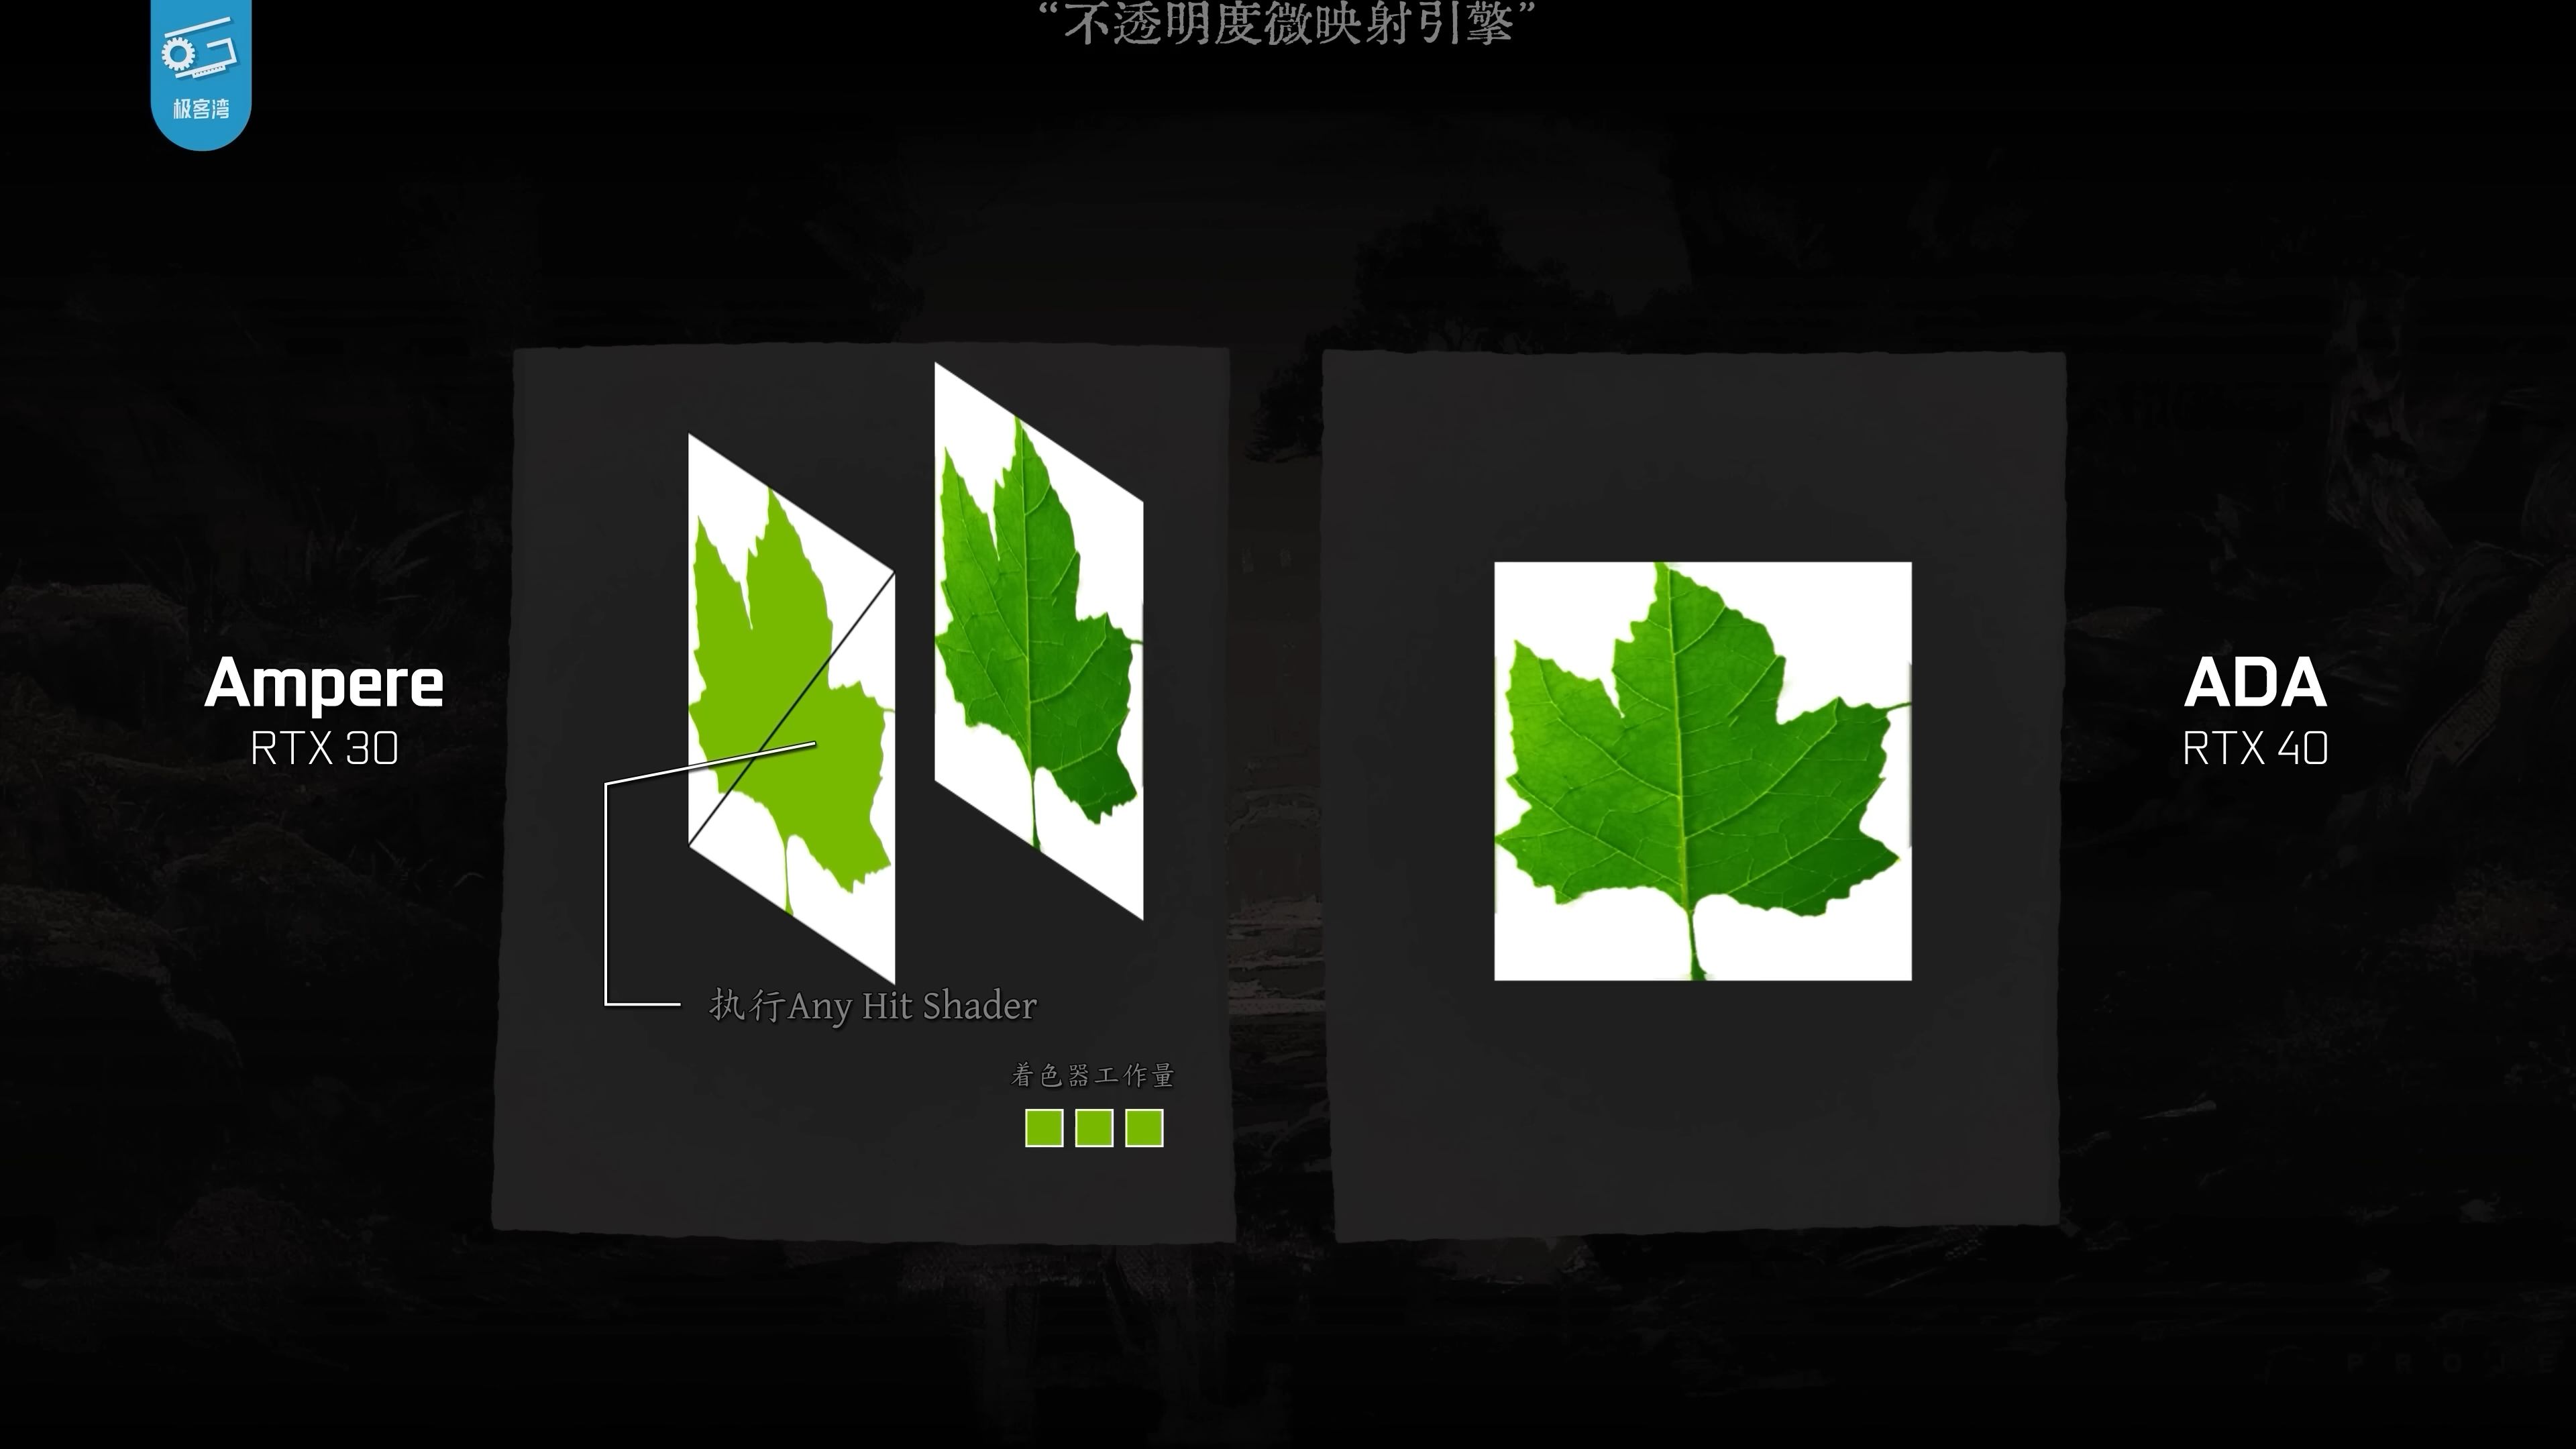 “不透明度微映射引擎”
极客湾
Ampere
RTX 30
ADA
RTX 40
执行Any Hit Shader
着色器工作量